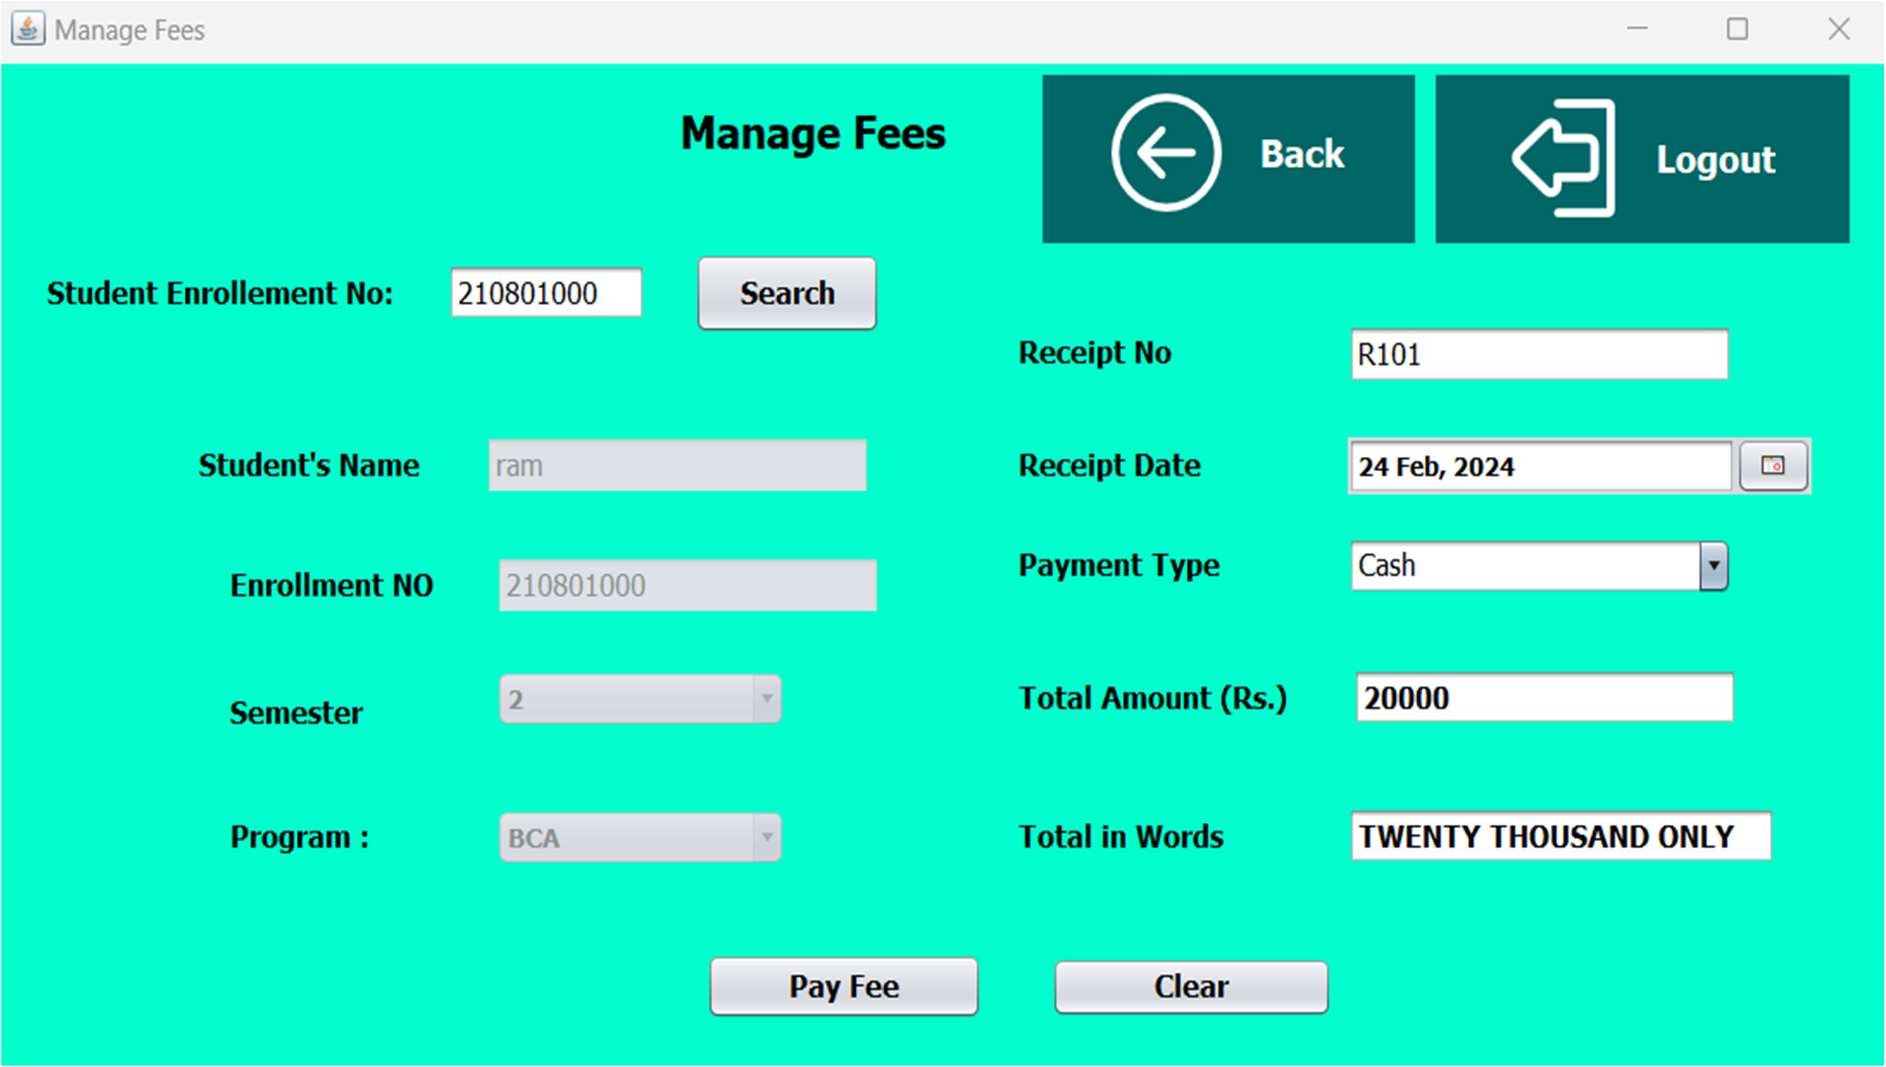 Manage Fees
Manage Fees
Back
Logout
Student Enrollement No:
210801000
Search
Receipt No
R101
Student's Name
ram
Receipt Date
24 Feb, 2024
Enrollment NO
210801000
Payment Type
Cash
Semester
2
Total Amount (Rs.)
20000
Program :
BCA
Total in Words
TWENTY THOUSAND ONLY
Pay Fee
Clear